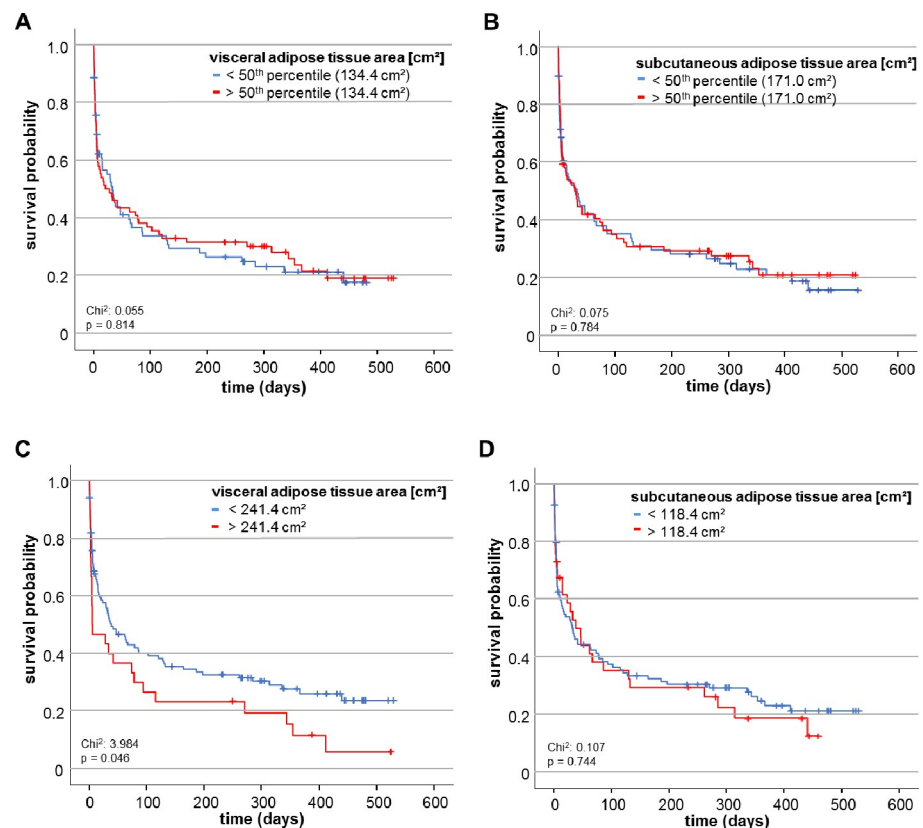 A
visceral adipose tissue area [cm²]
< 50th percentile (134.4 cm²)
> 50th percentile (134.4 cm²)
survival probability
1.0
0.8
0.6
0.4
0.2
0
Chi²: 0.055
p = 0.814
0 100 200 300 400 500 600
time (days)
B
subcutaneous adipose tissue area [cm²]
< 50th percentile (171.0 cm²)
> 50th percentile (171.0 cm²)
survival probability
1.0
0.8
0.6
0.4
0.2
0
Chi²: 0.075
p = 0.784
0 100 200 300 400 500 600
time (days)
C
visceral adipose tissue area [cm²]
< 241.4 cm²
> 241.4 cm²
survival probability
1.0
0.8
0.6
0.4
0.2
0
Chi²: 3.984
p = 0.046
0 100 200 300 400 500 600
time (days)
D
subcutaneous adipose tissue area [cm²]
< 118.4 cm²
> 118.4 cm²
survival probability
1.0
0.8
0.6
0.4
0.2
0
Chi²: 0.107
p = 0.744
0 100 200 300 400 500 600
time (days)